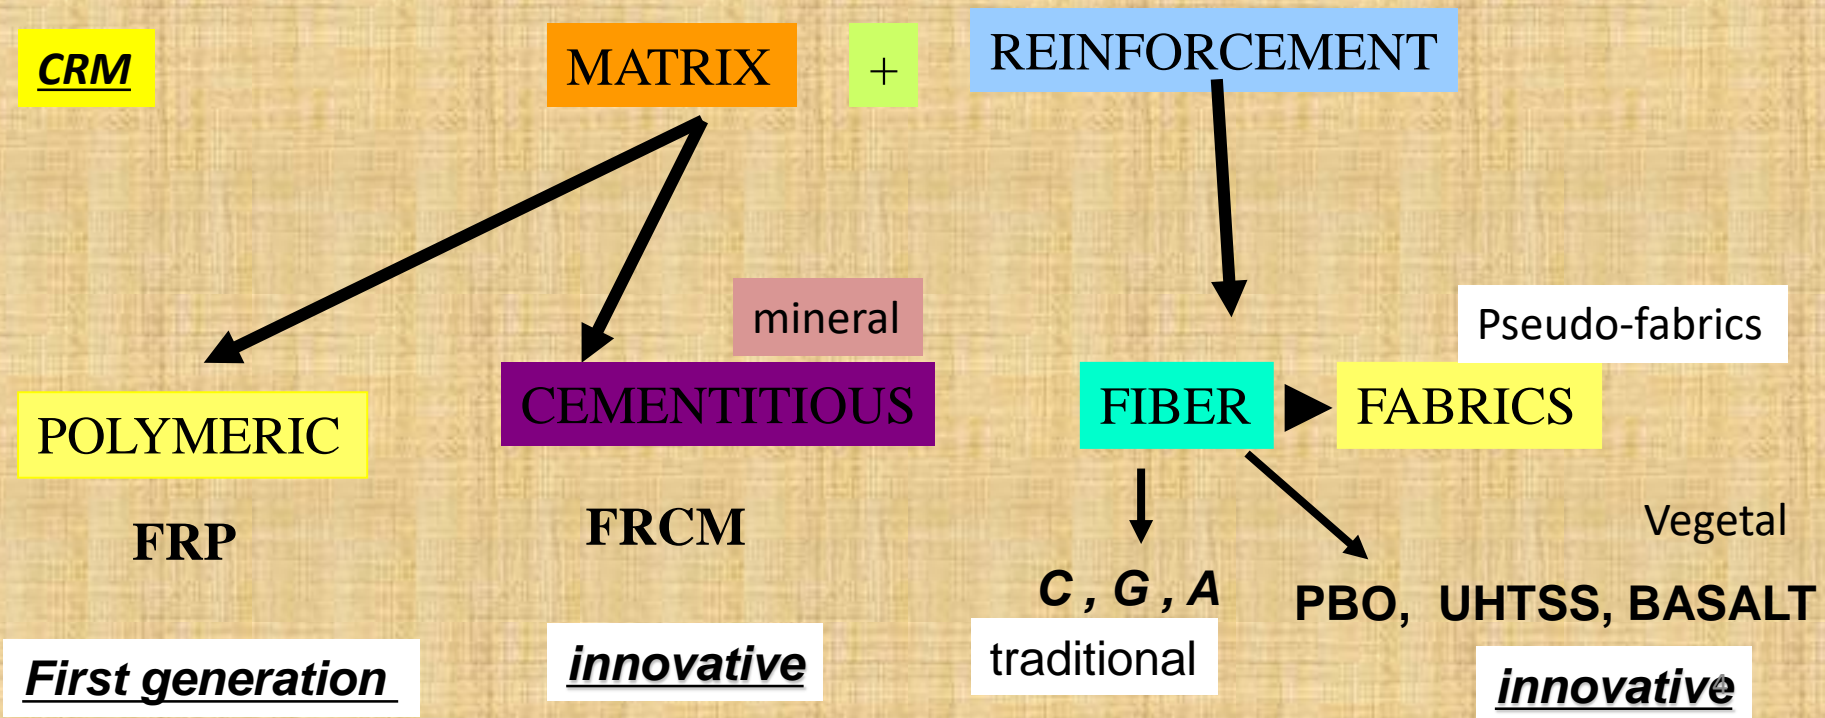 CRM
MATRIX
+
REINFORCEMENT
mineral
Pseudo-fabrics
POLYMERIC
CEMENTITIOUS
FIBER
FABRICS
FRP
FRCM
Vegetal
C , G , A
PBO, UHTSS, BASALT
First generation
innovative
traditional
innovative
4